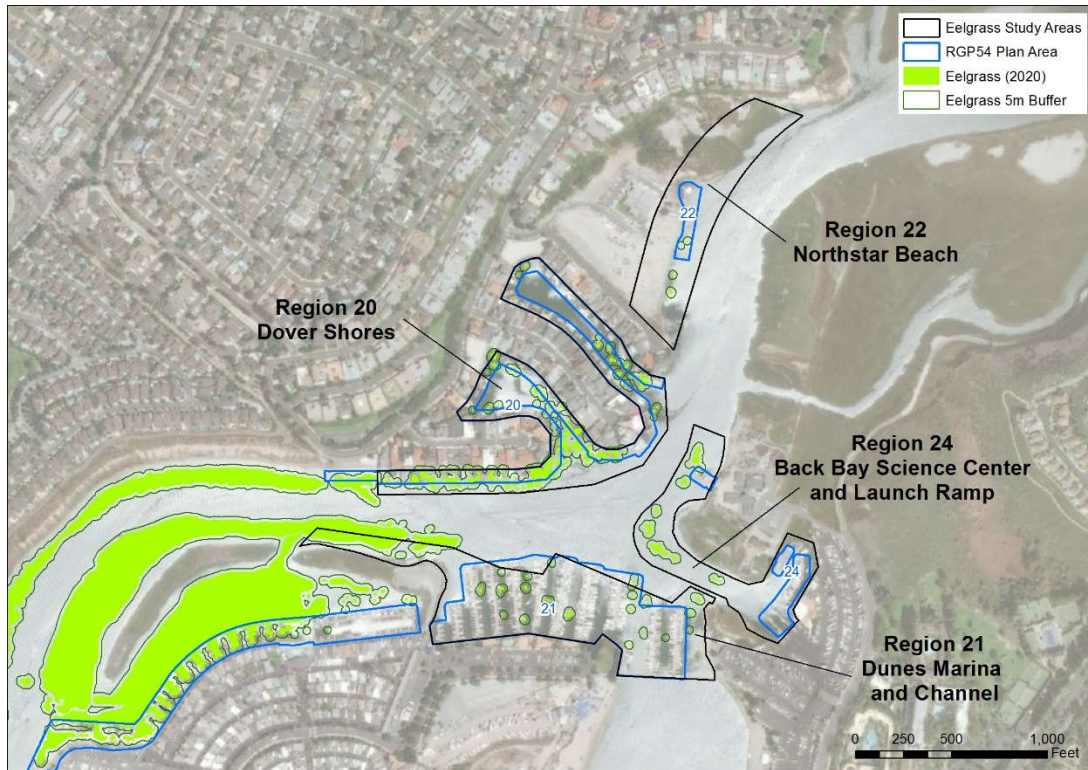 Eelgrass Study Areas
RGP54 Plan Area
Eelgrass (2020)
Eelgrass 5m Buffer
22
Region 22
Northstar Beach
Region 20
Dover Shores
20
Region 24
Back Bay Science Center
and Launch Ramp
24
21
Region 21
Dunes Marina
and Channel
0 250 500 1,000
Feet